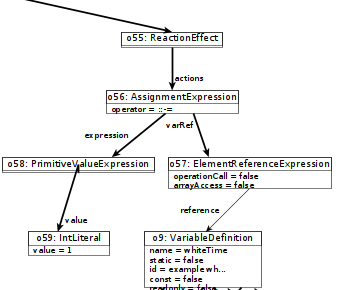 o55: ReactionEffect
actions
o56: AssignmentExpression
operator = ::-=
expression
varRef
o58: PrimitiveValueExpression
o57: ElementReferenceExpression
operationCall = false
arrayAccess = false
reference
value
o59: IntLiteral
value = 1
o9: VariableDefinition
name = whiteTime
static = false
id = example wh...
const = false
readonly = false